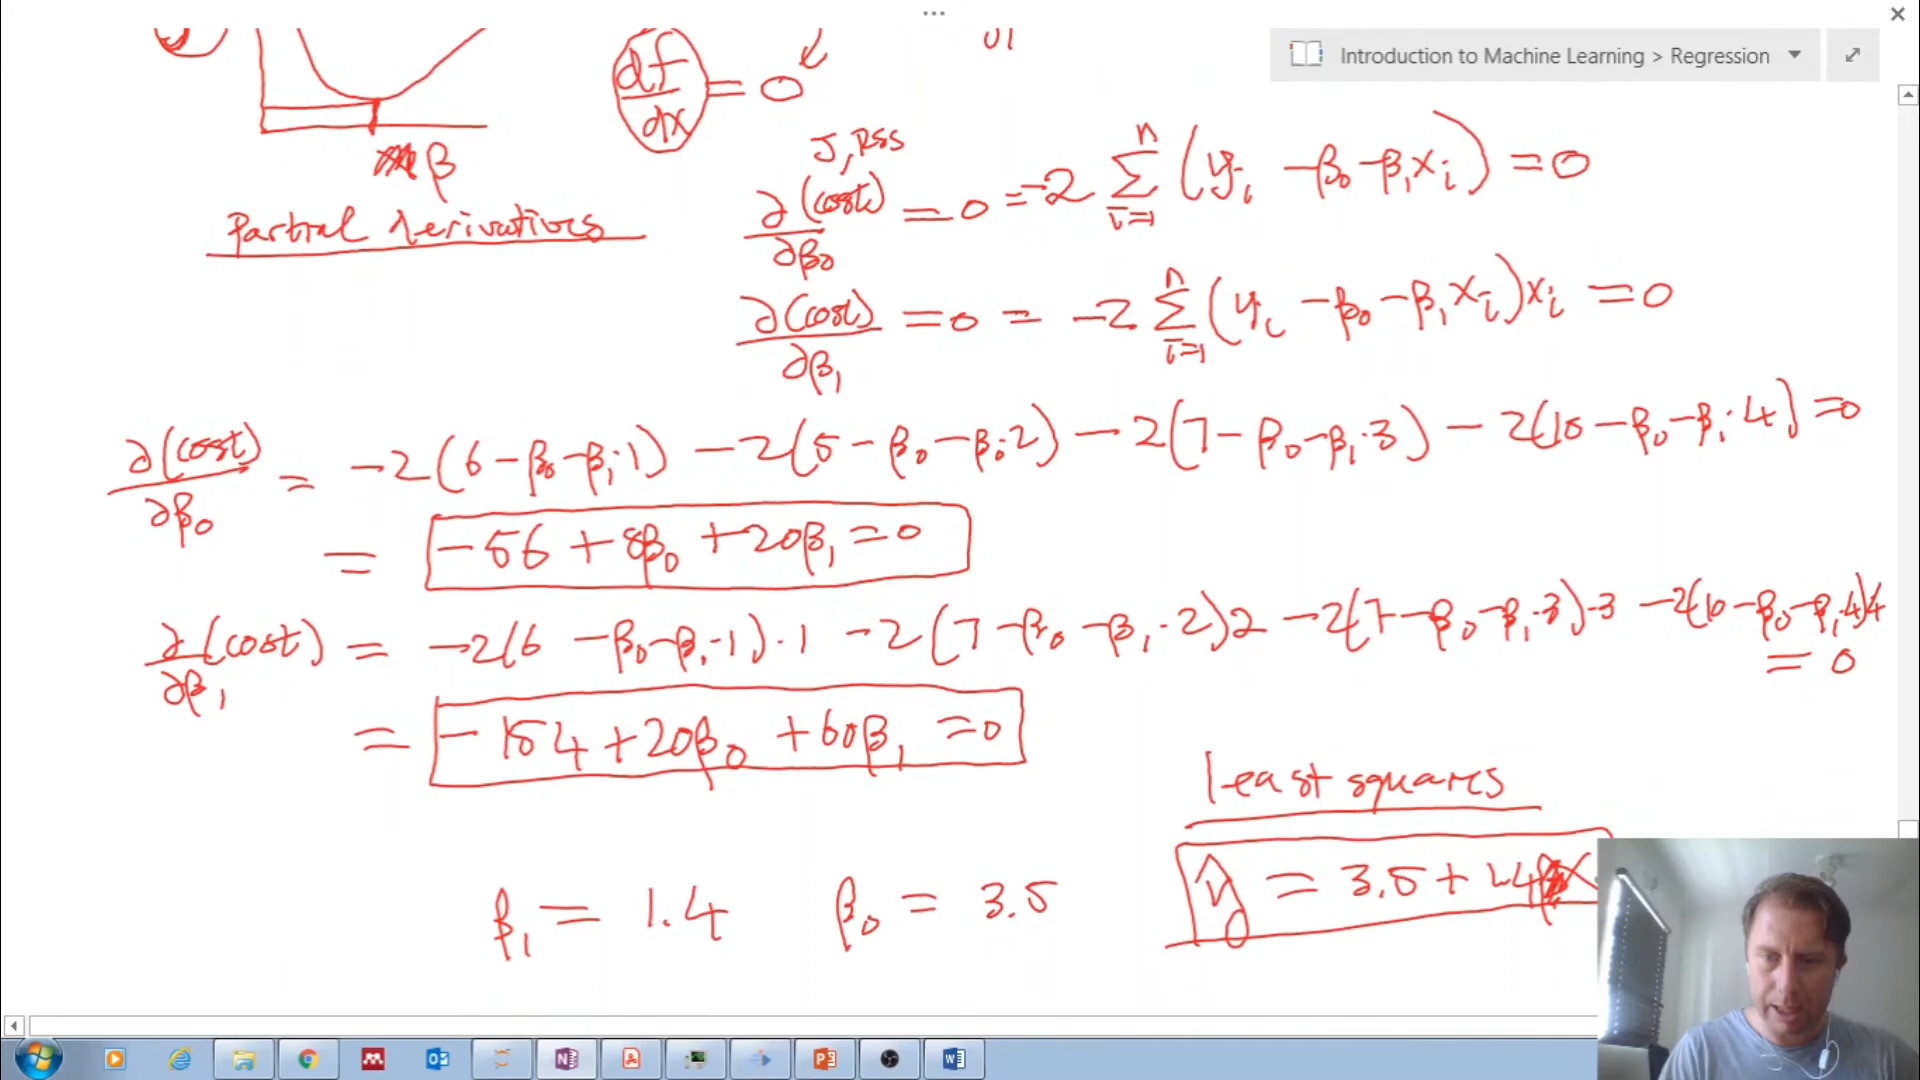 Introduction to Machine Learning > Regression
df/dx = 0
β
J, RSS
Partial derivatives
∂(cost)/∂β₀ = 0 = -2 Σᵢ₌₁ⁿ (yᵢ - β₀ - β₁xᵢ) = 0
∂(cost)/∂β₁ = 0 = -2 Σᵢ₌₁ⁿ (yᵢ - β₀ - β₁xᵢ)xᵢ = 0
∂(cost)/∂β₀ = -2(6 - β₀ - β₁·1) - 2(5 - β₀ - β₁·2) - 2(7 - β₀ - β₁·3) - 2(10 - β₀ - β₁·4) = 0
= -56 + 8β₀ + 20β₁ = 0
∂(cost)/∂β₁ = -2(6 - β₀ - β₁·1)·1 - 2(7 - β₀ - β₁·2)2 - 2(7 - β₀ - β₁·3)·3 - 2(10 - β₀ - β₁·4)4
= 0
= -154 + 20β₀ + 60β₁ = 0
least squares
β₁ = 1.4 β₀ = 3.5
ŷ = 3.5 + 1.4x